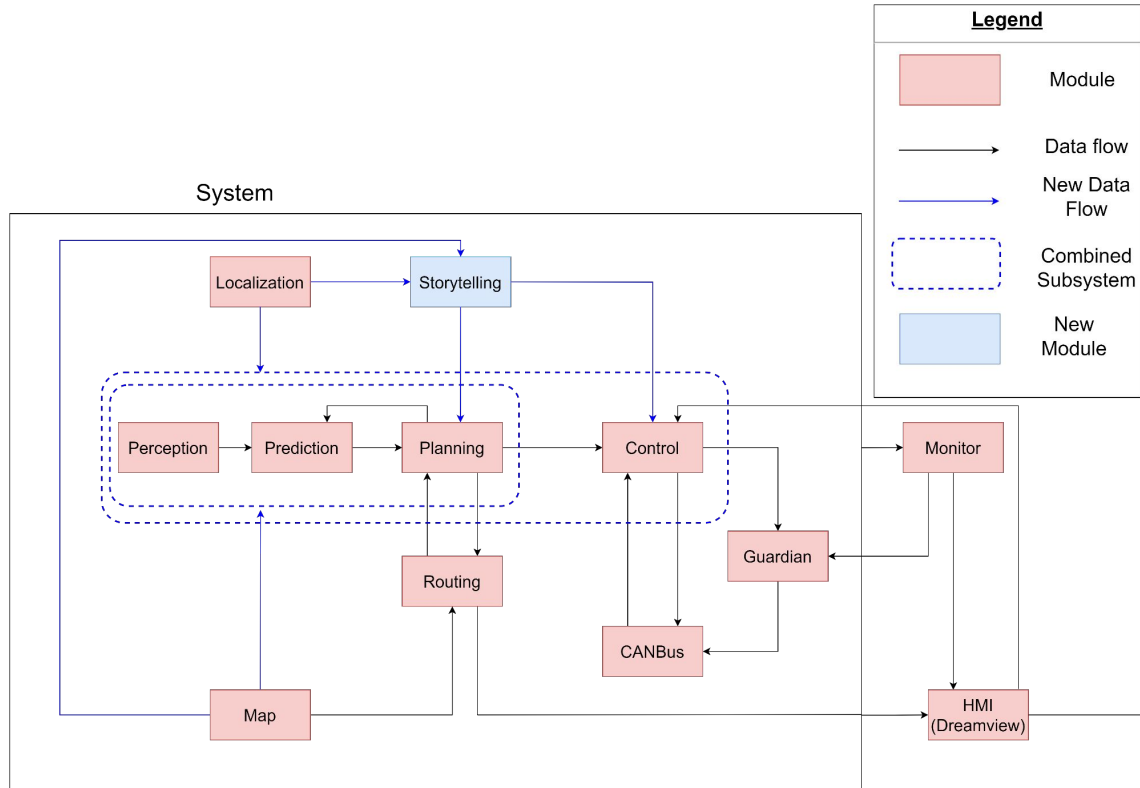 Legend
Module
Data flow
New Data
Flow
Combined
Subsystem
New
Module
System
Localization
Storytelling
Perception
Prediction
Planning
Control
Monitor
Guardian
Routing
CANBus
Map
HMI
(Dreamview)